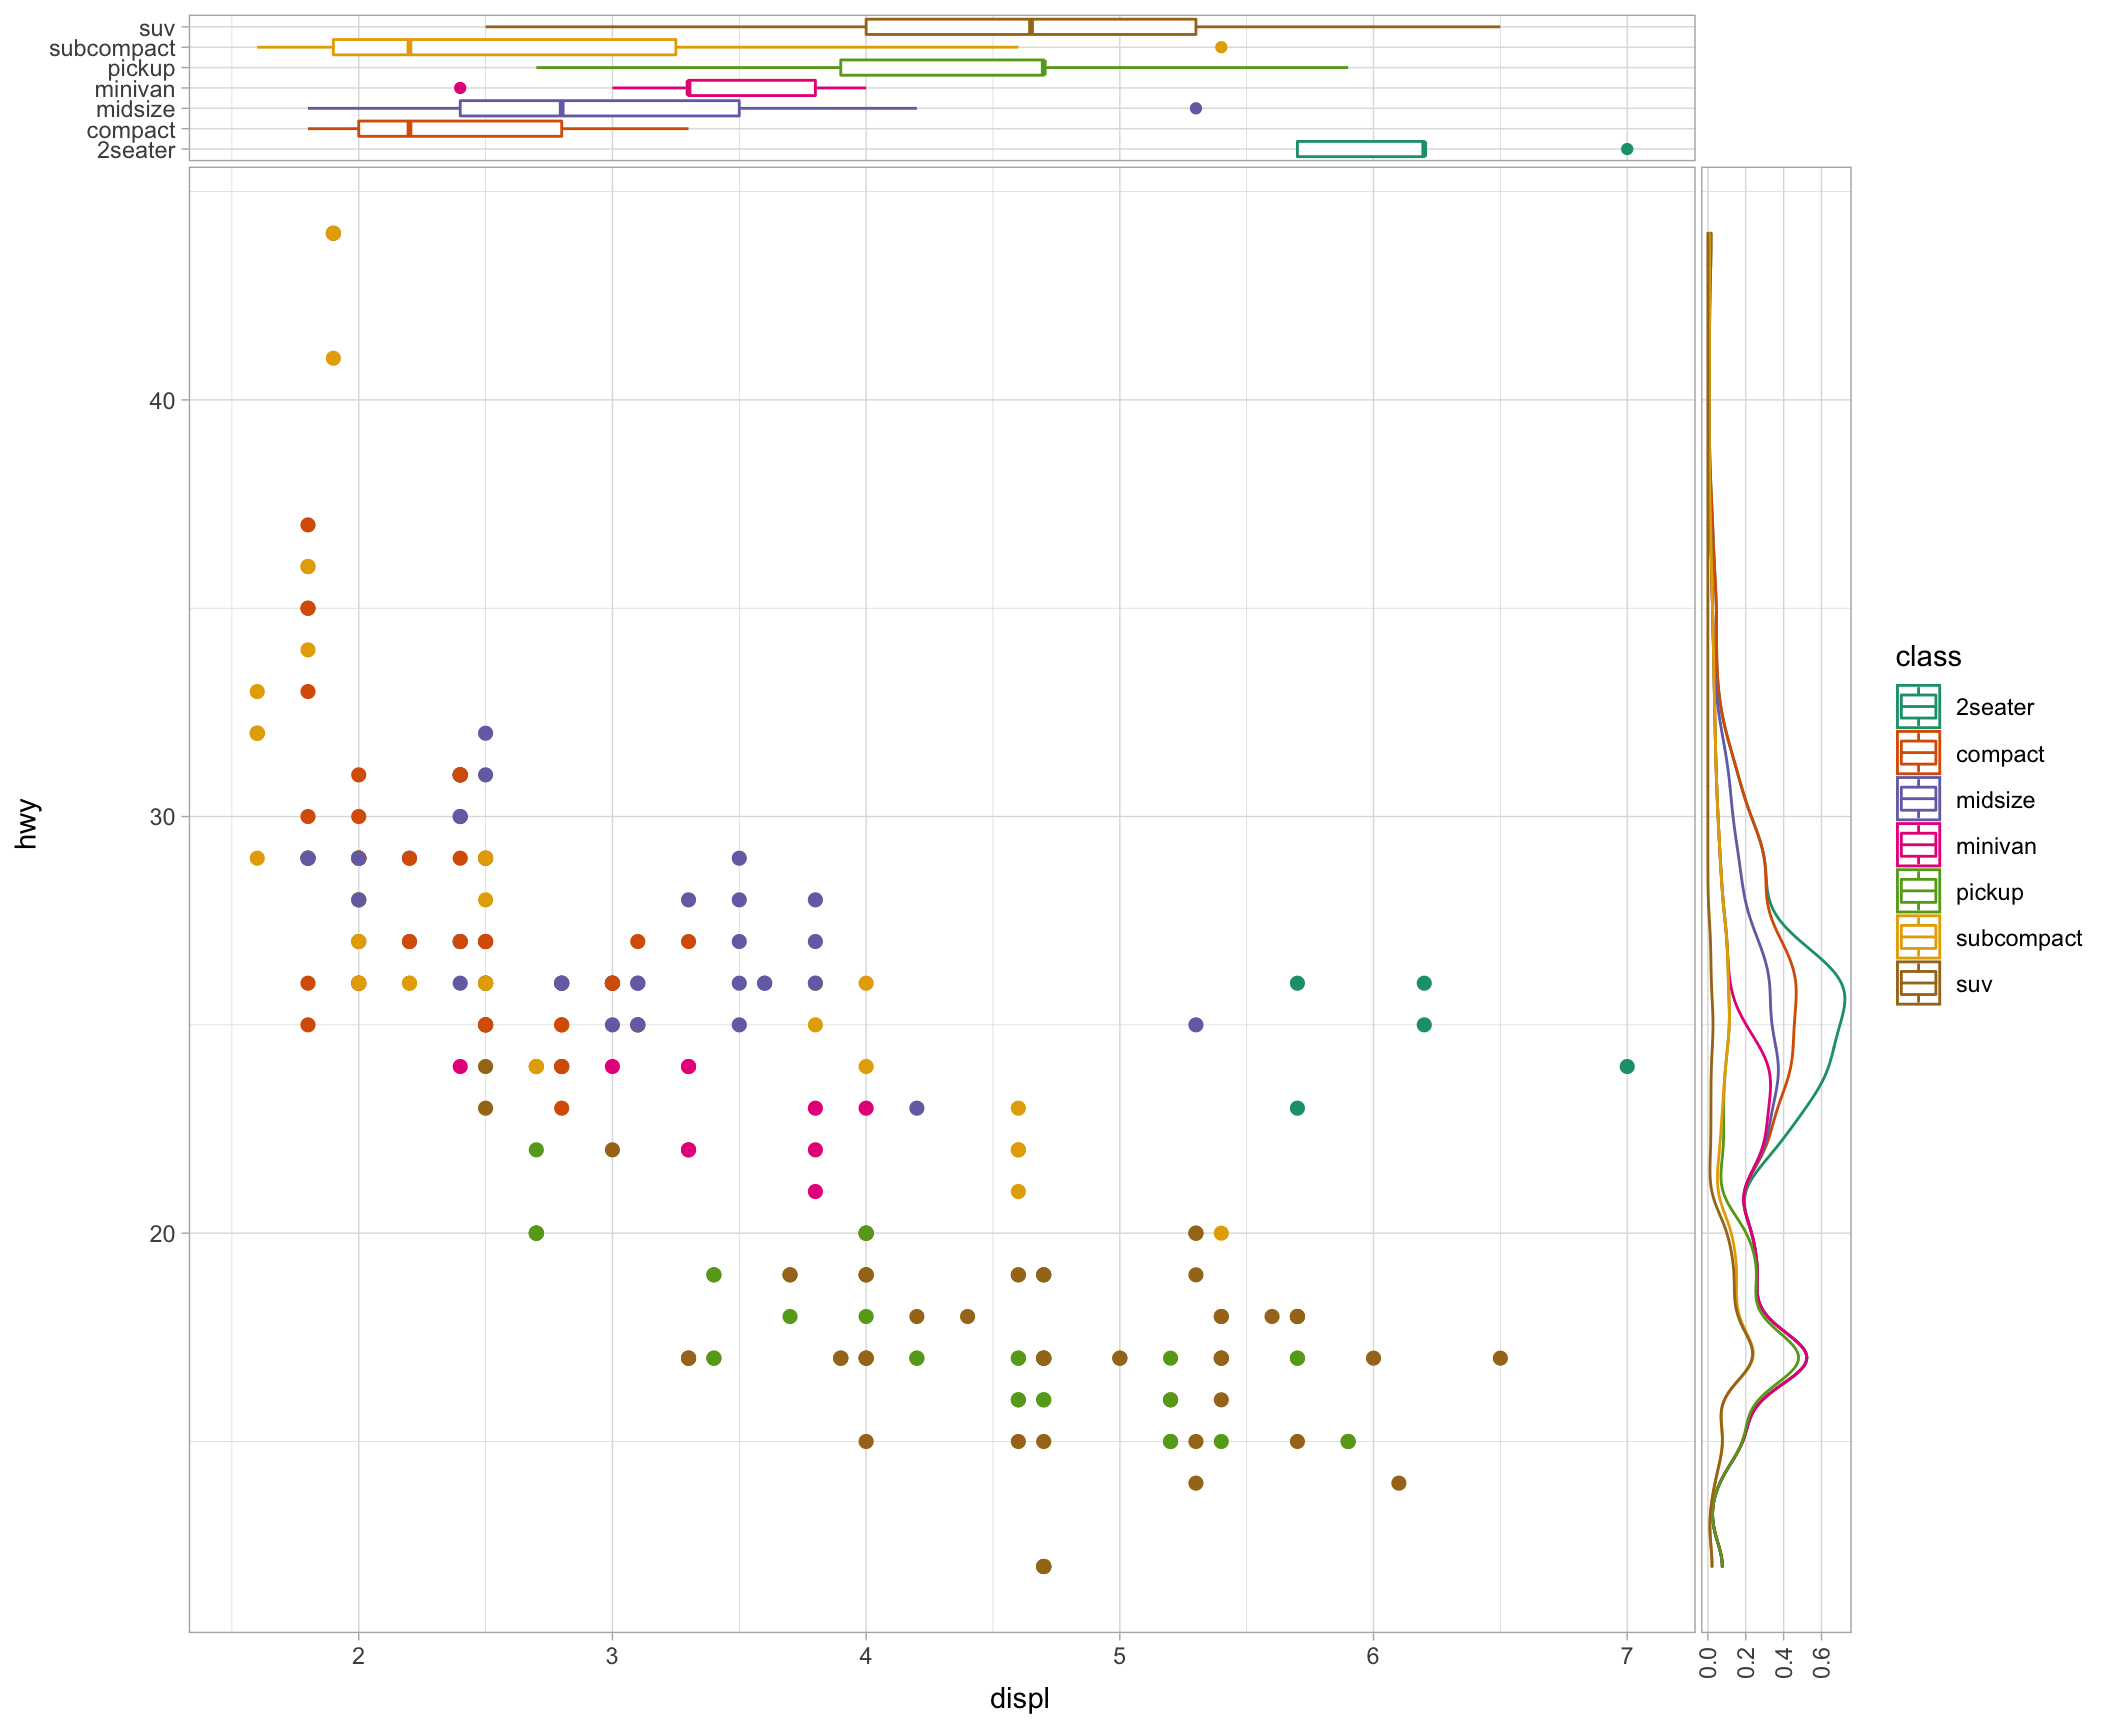 suv
subcompact
pickup
minivan
midsize
compact
2seater
40
30
20
hwy
2 3 4 5 6 7
displ
0.0 0.2 0.4 0.6
class
2seater
compact
midsize
minivan
pickup
subcompact
suv